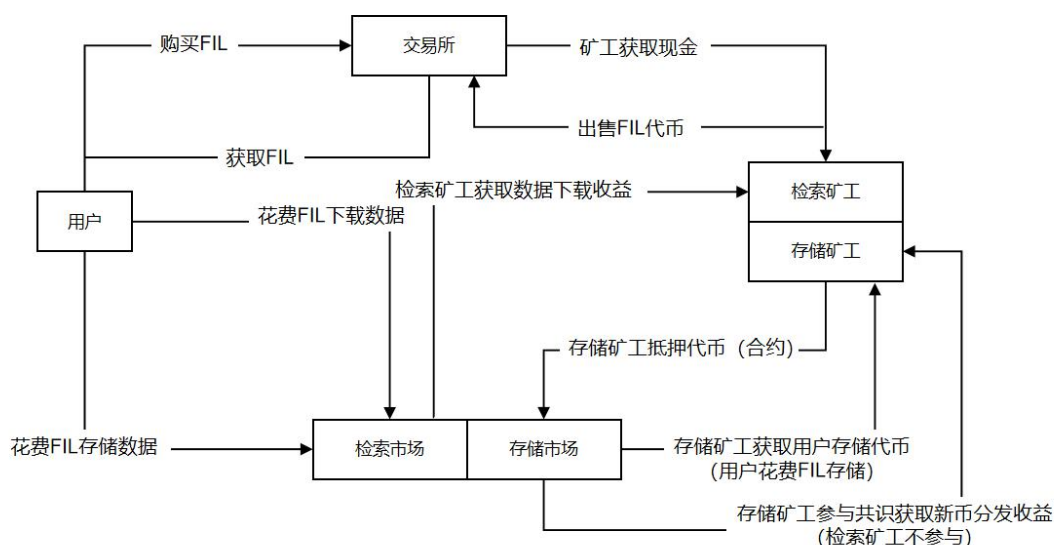 购买FIL
交易所
矿工获取现金
出售FIL代币
获取FIL
检索矿工获取数据下载收益
检索矿工
用户
花费FIL下载数据
存储矿工
存储矿工抵押代币（合约）
花费FIL存储数据
检索市场
存储市场
存储矿工获取用户存储代币
（用户花费FIL存储）
存储矿工参与共识获取新币分发收益
（检索矿工不参与）